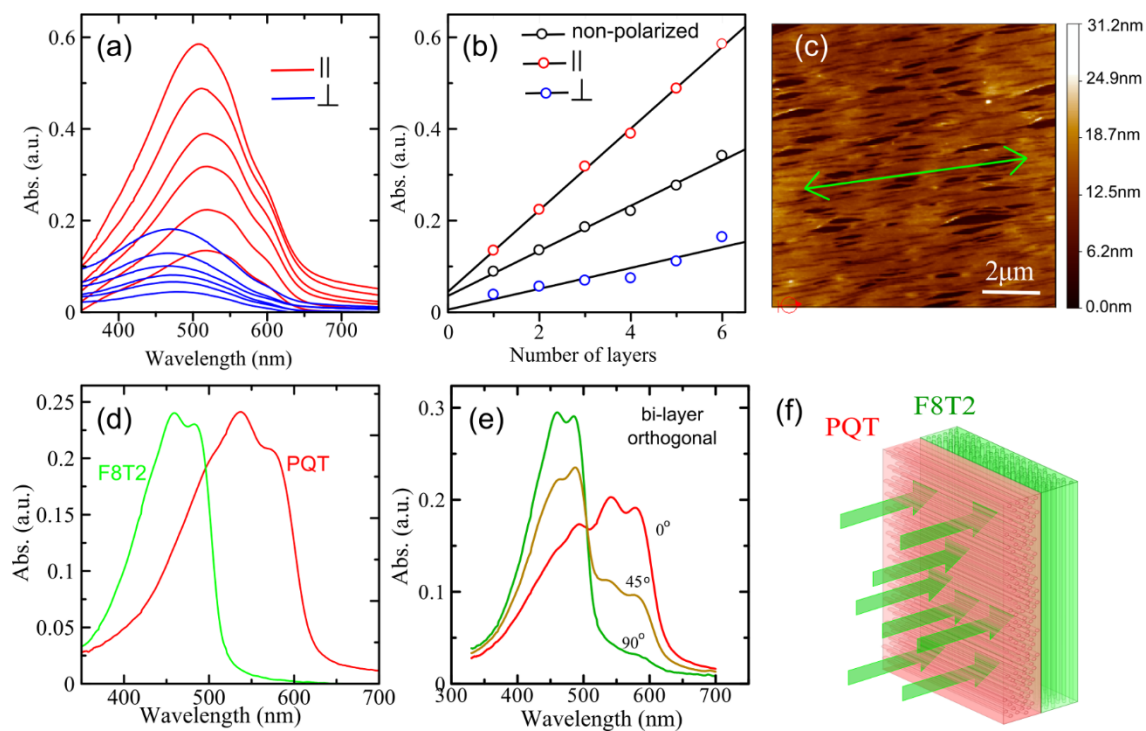 (a)
||
⊥
Abs. (a.u.)
0.6
0.4
0.2
0
400 500 600 700
Wavelength (nm)
(b)
non-polarized
||
⊥
Abs. (a.u.)
0.6
0.4
0.2
0
0 2 4 6
Number of layers
(c)
2μm
31.2nm
24.9nm
18.7nm
12.5nm
6.2nm
0.0nm
(d)
F8T2
PQT
Abs. (a.u.)
0.25
0.2
0.15
0.1
0.05
0
400 500 600 700
Wavelength (nm)
(e)
bi-layer
orthogonal
0°
45°
90°
Abs. (a.u.)
0.3
0.2
0.1
0
300 400 500 600 700
Wavelength (nm)
(f)
PQT
F8T2